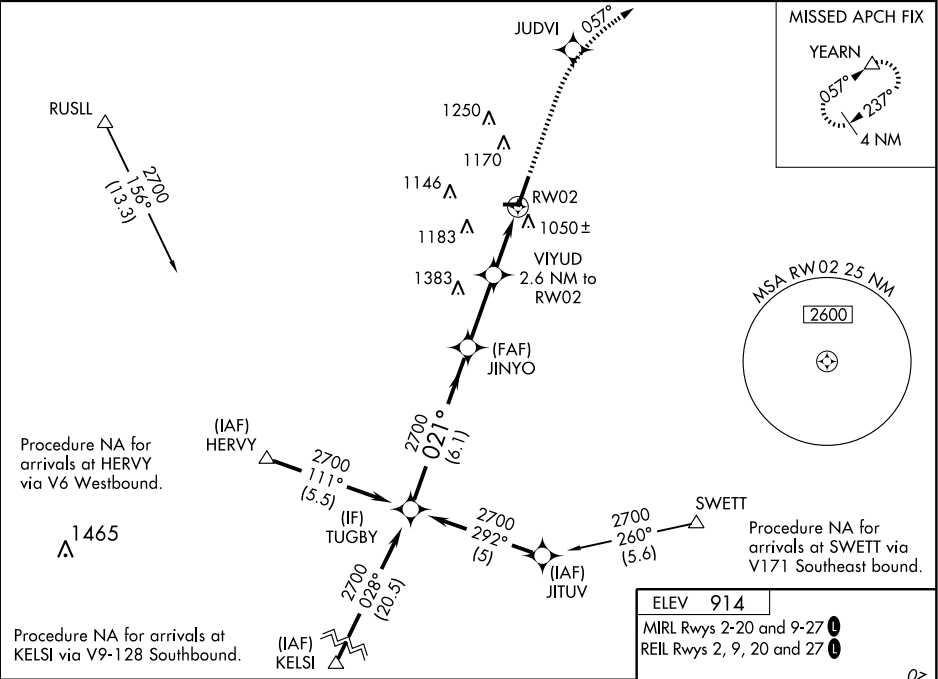 JUDVI
057°
MISSED APCH FIX
YEARN
057°
237°
4 NM
RUSLL
2700
156°
(13.3)
1250
1170
1146
RW02
1183
1050 ±
VIYUD
2.6 NM to
RW02
1383
MSA RW 02 25 NM
2600
(FAF)
JINYO
2700
021°
(6.1)
(IAF)
HERVY
2700
111°
(5.5)
Procedure NA for
arrivals at HERVY
via V6 Westbound.
(IF)
TUGBY
2700
292°
(5)
SWETT
2700
260°
(5.6)
1465
(IAF)
JITUV
Procedure NA for
arrivals at SWETT via
V171 Southeast bound.
2700
028°
(20.5)
Procedure NA for arrivals at
KELSI via V9-128 Southbound.
(IAF)
KELSI
ELEV 914
MIRL Rwys 2-20 and 9-27 L
REIL Rwys 2, 9, 20 and 27 L